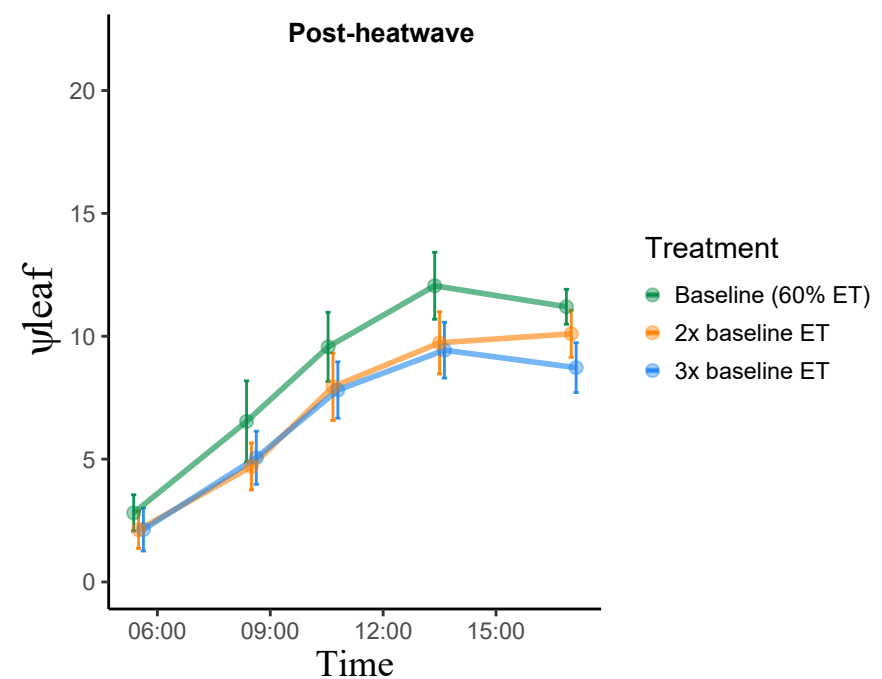 Post-heatwave
20
15
10
5
0
ψleaf
06:00 09:00 12:00 15:00
Time
Treatment
Baseline (60% ET)
2x baseline ET
3x baseline ET